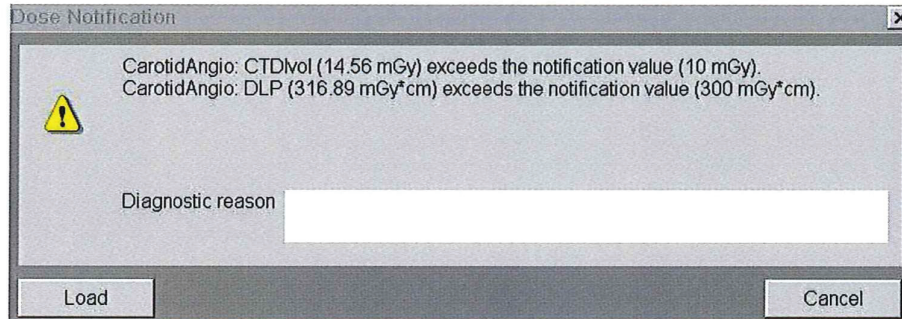 Dose Notification
CarotidAngio: CTDIvol (14.56 mGy) exceeds the notification value (10 mGy).
CarotidAngio: DLP (316.89 mGy*cm) exceeds the notification value (300 mGy*cm).
Diagnostic reason
Load
Cancel